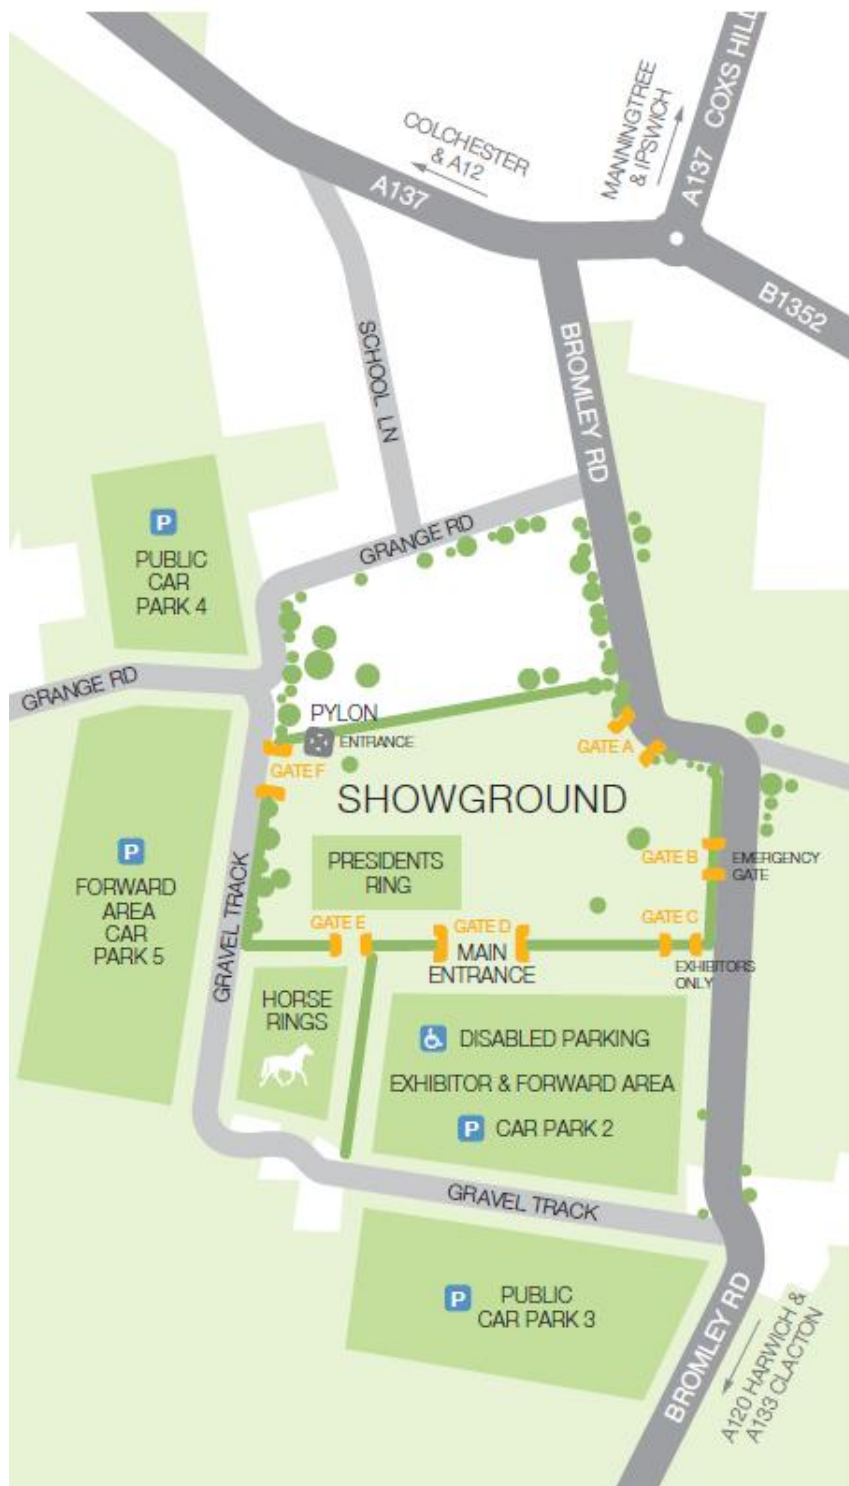 COXS HILL
A137
MANNINGTREE
& IPSWICH
COLCHESTER
& A12
A137
B1352
SCHOOL LN
BROMLEY RD
P
PUBLIC
CAR
PARK 4
GRANGE RD
GRANGE RD
PYLON
ENTRANCE
GATE A
GATE F
SHOWGROUND
P
FORWARD
AREA
CAR
PARK 5
PRESIDENTS
RING
GATE B
EMERGENCY
GATE
GRAVEL TRACK
GATE E
GATE D
MAIN
ENTRANCE
GATE C
EXHIBITORS
ONLY
HORSE
RINGS
DISABLED PARKING
EXHIBITOR & FORWARD AREA
P CAR PARK 2
GRAVEL TRACK
P
PUBLIC
CAR PARK 3
BROMLEY RD
A120 HARWICH &
A133 CLACTON